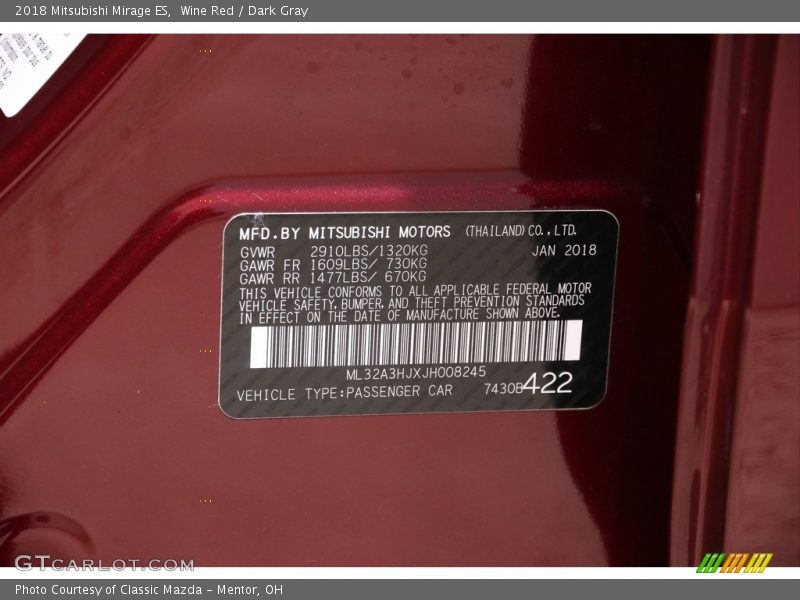 2018 Mitsubishi Mirage ES, Wine Red / Dark Gray
MFD.BY MITSUBISHI MOTORS (THAILAND) CO., LTD.
GVWR 2910LBS/1320KG JAN 2018
GAWR FR 1609LBS/ 730KG
GAWR RR 1477LBS/ 670KG
THIS VEHICLE CONFORMS TO ALL APPLICABLE FEDERAL MOTOR
VEHICLE SAFETY, BUMPER, AND THEFT PREVENTION STANDARDS
IN EFFECT ON THE DATE OF MANUFACTURE SHOWN ABOVE.
ML32A3HJXJH008245
VEHICLE TYPE:PASSENGER CAR 7430B422
GTCARLOT.COM
Photo Courtesy of Classic Mazda - Mentor, OH